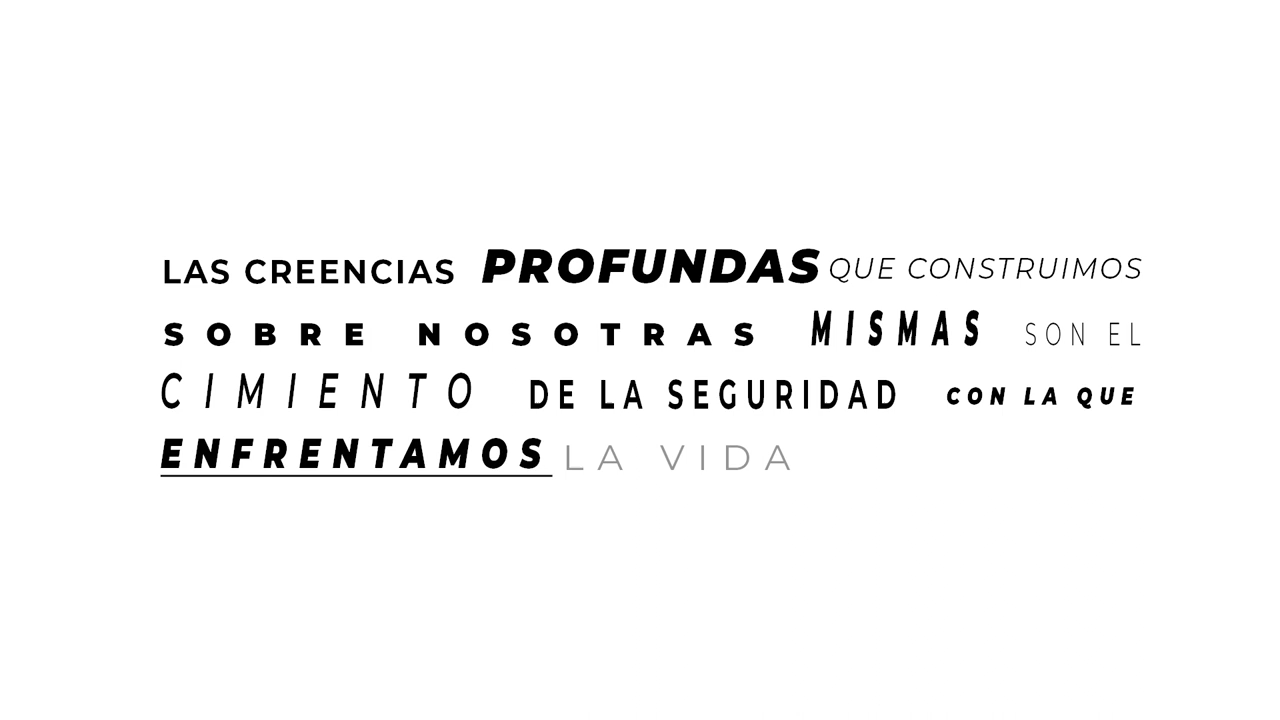 LAS CREENCIAS PROFUNDAS QUE CONSTRUIMOS
SOBRE NOSOTRAS MISMAS SON EL
CIMIENTO DE LA SEGURIDAD CON LA QUE
ENFRENTAMOS LA VIDA